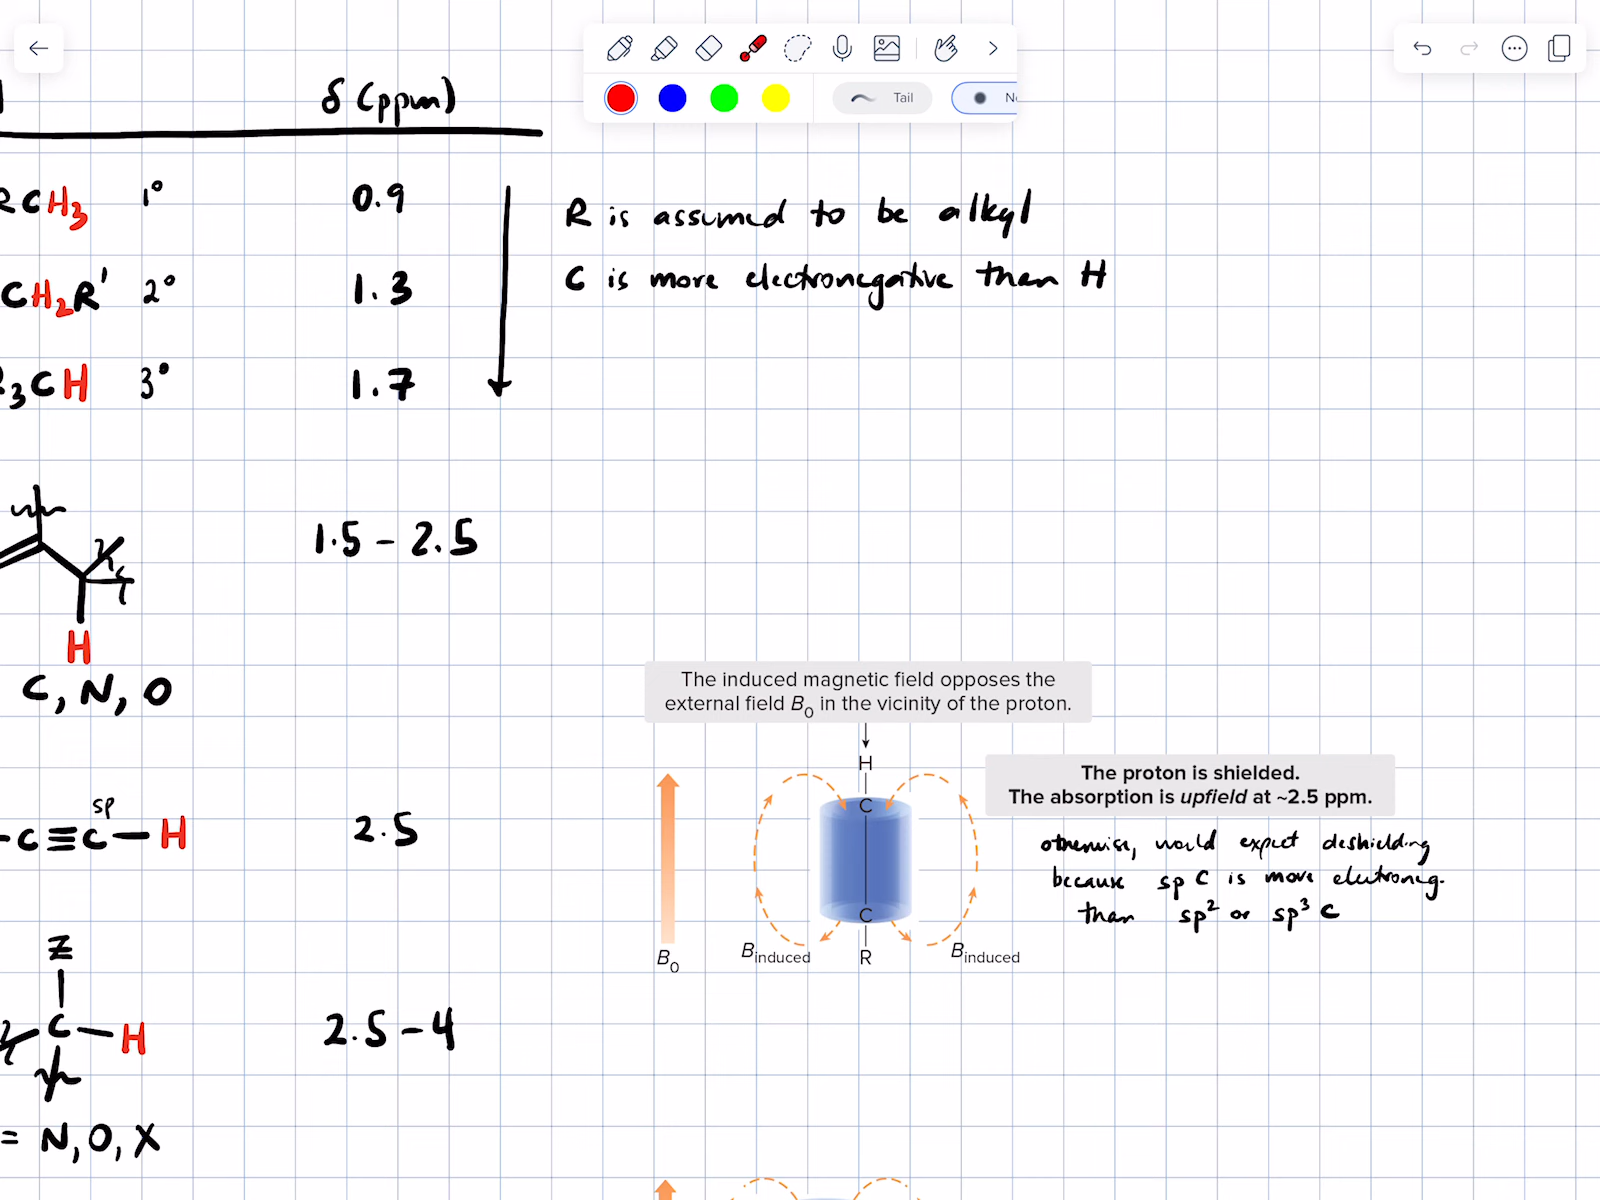 Tail
δ (ppm)
RCH3 1° 0.9
CH2R' 2° 1.3
3CH 3° 1.7
R is assumed to be alkyl
C is more electronegative than H
H
1.5 – 2.5
C, N, O
The induced magnetic field opposes the
external field B0 in the vicinity of the proton.
H
C
C
R
B0
Binduced
Binduced
The proton is shielded.
The absorption is upfield at ~2.5 ppm.
otherwise, would expect deshielding
because sp C is more electroneg.
than sp2 or sp3 C
sp
-C≡C–H 2.5
Z
C–H 2.5 – 4
= N, O, X